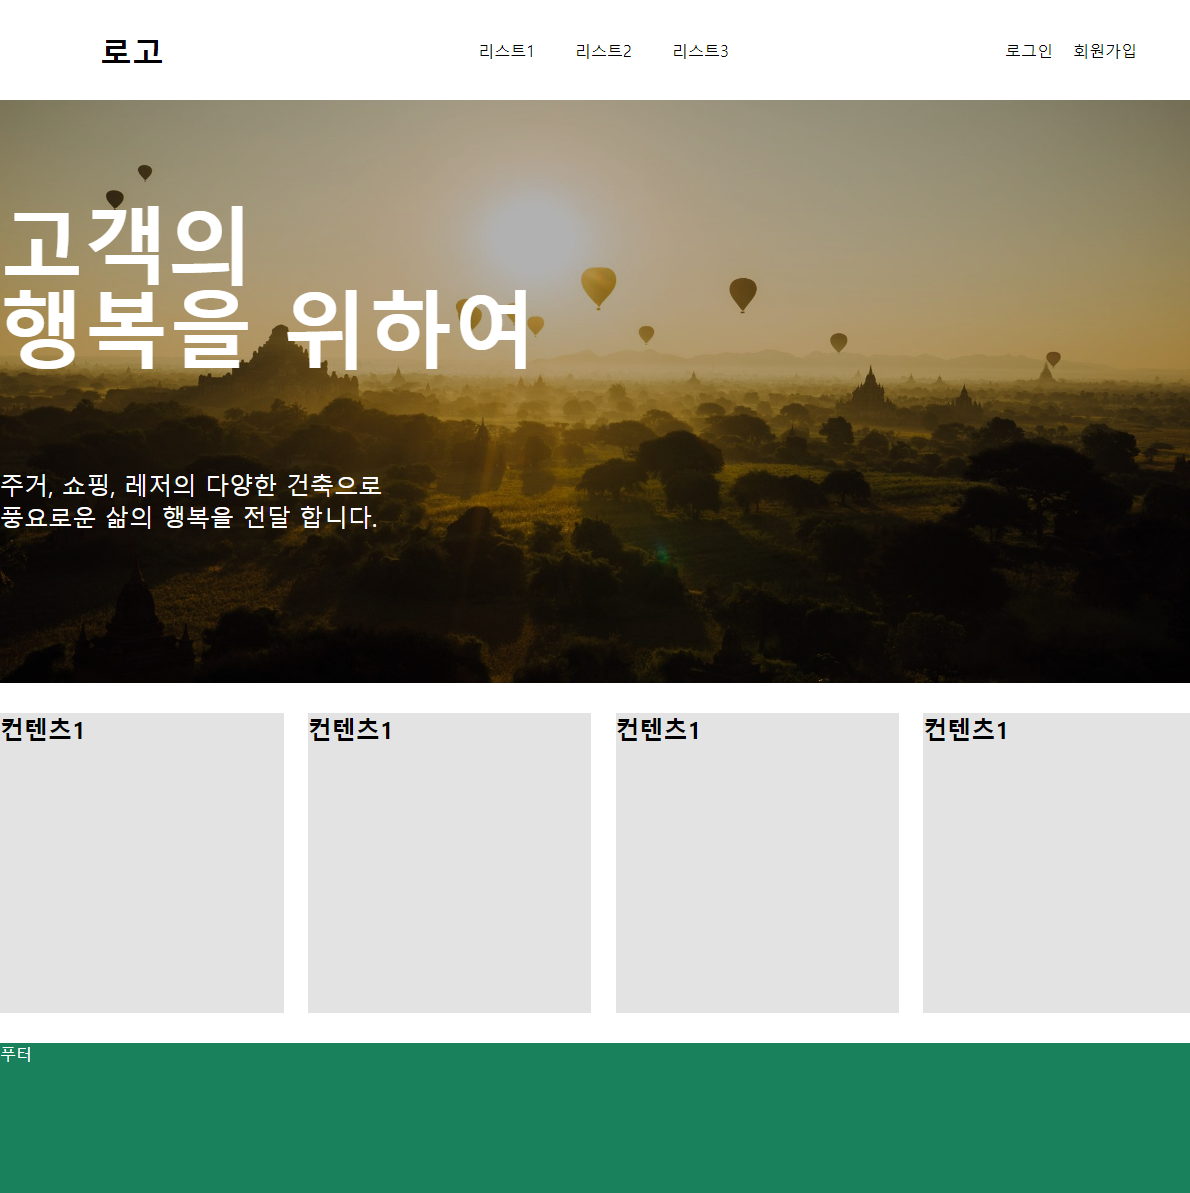 로고
리스트1 리스트2 리스트3
로그인 회원가입
고객의
행복을 위하여
주거, 쇼핑, 레저의 다양한 건축으로
풍요로운 삶의 행복을 전달 합니다.
컨텐츠1
컨텐츠1
컨텐츠1
컨텐츠1
푸터